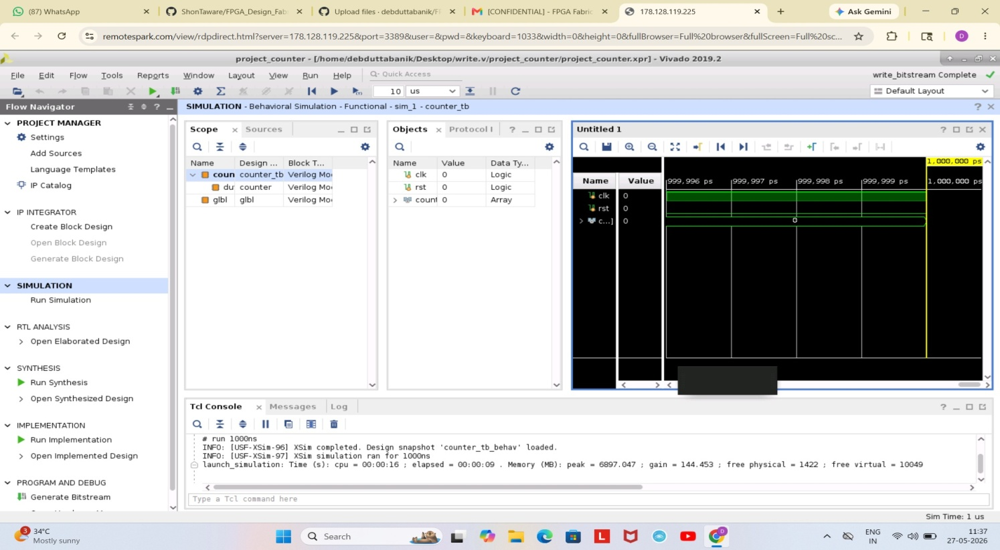 (87) WhatsApp
ShonTaware/FPGA_Design_Fab
Upload files · debduttabanik/FF
[CONFIDENTIAL] - FPGA Fabric
178.128.119.225
Ask Gemini
remotespark.com/view/rdpdirect.html?server=178.128.119.225&port=3389&user=&pwd=&keyboard=1033&width=0&height=0&fullBrowser=Full%20browser&fullScreen=Full%20sc...
D
project_counter - [/home/debduttabanik/Desktop/write.v/project_counter/project_counter.xpr] - Vivado 2019.2
File Edit Flow Tools Reports Window Layout View Run Help
Quick Access
write_bitstream Complete
10 us
Default Layout
Flow Navigator
SIMULATION - Behavioral Simulation - Functional - sim_1 - counter_tb
PROJECT MANAGER
Settings
Add Sources
Language Templates
IP Catalog
IP INTEGRATOR
Create Block Design
Open Block Design
Generate Block Design
SIMULATION
Run Simulation
RTL ANALYSIS
Open Elaborated Design
SYNTHESIS
Run Synthesis
Open Synthesized Design
IMPLEMENTATION
Run Implementation
Open Implemented Design
PROGRAM AND DEBUG
Generate Bitstream
Scope Sources
Name Design ... Block T...
coun counter_tb Verilog Mo
du counter Verilog Mo
glbl glbl Verilog Mo
Objects Protocol I
Name Value Data Ty...
clk 0 Logic
rst 0 Logic
count 0 Array
Untitled 1
1,000,000 ps
Name Value
999,996 ps 999,997 ps 999,998 ps 999,999 ps 1,000,000 ps
clk 0
rst 0
c...] 0 0
Tcl Console Messages Log
# run 1000ns
INFO: [USF-XSim-96] XSim completed. Design snapshot 'counter_tb_behav' loaded.
INFO: [USF-XSim-97] XSim simulation ran for 1000ns
launch_simulation: Time (s): cpu = 00:00:16 ; elapsed = 00:00:09 . Memory (MB): peak = 6897.047 ; gain = 144.453 ; free physical = 1422 ; free virtual = 10049
Type a Tcl command here
Sim Time: 1 us
3
34°C
Mostly sunny
Search
L
D
ENG
IN
11:37
27-05-2026